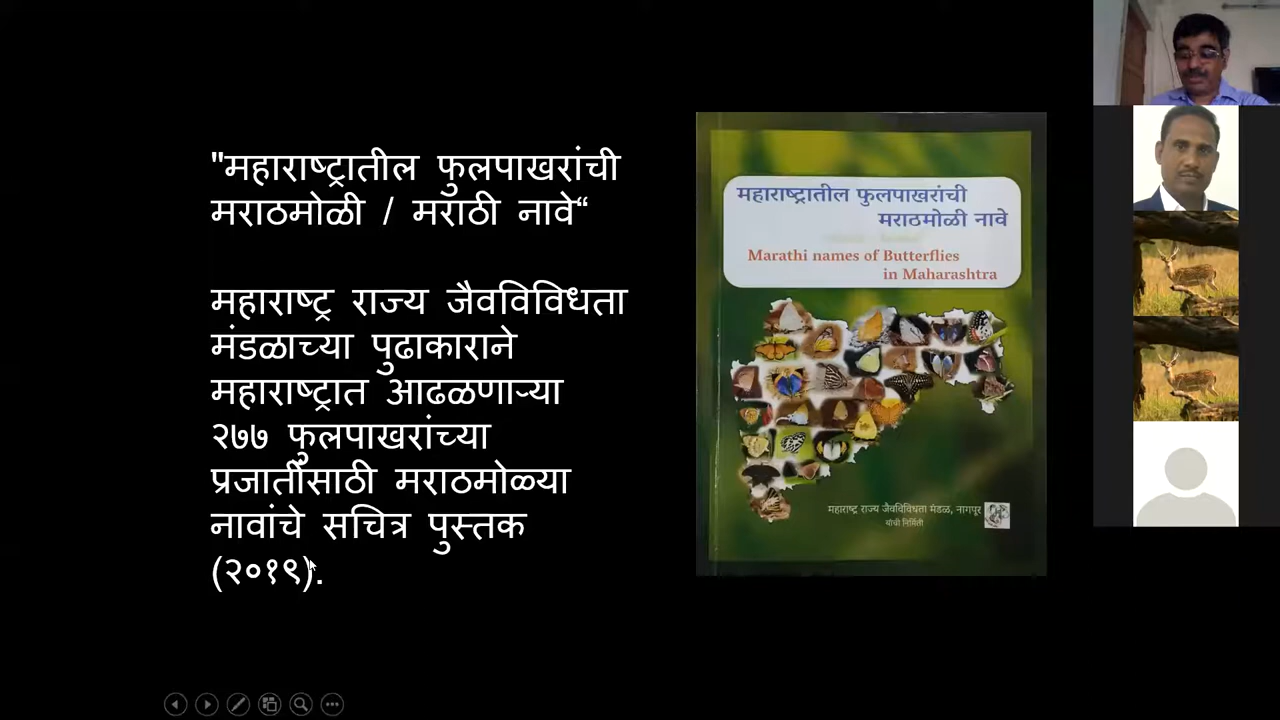 "महाराष्ट्रातील फुलपाखरांची
मराठमोळी / मराठी नावे“
महाराष्ट्र राज्य जैवविविधता
मंडळाच्या पुढाकाराने
महाराष्ट्रात आढळणाऱ्या
२७७ फुलपाखरांच्या
प्रजातींसाठी मराठमोळ्या
नावांचे सचित्र पुस्तक
(२०१९).
महाराष्ट्रातील फुलपाखरांची
मराठमोळी नावे
Marathi names of Butterflies
in Maharashtra
महाराष्ट्र राज्य जैवविविधता मंडळ, नागपूर
यांची निर्मिती